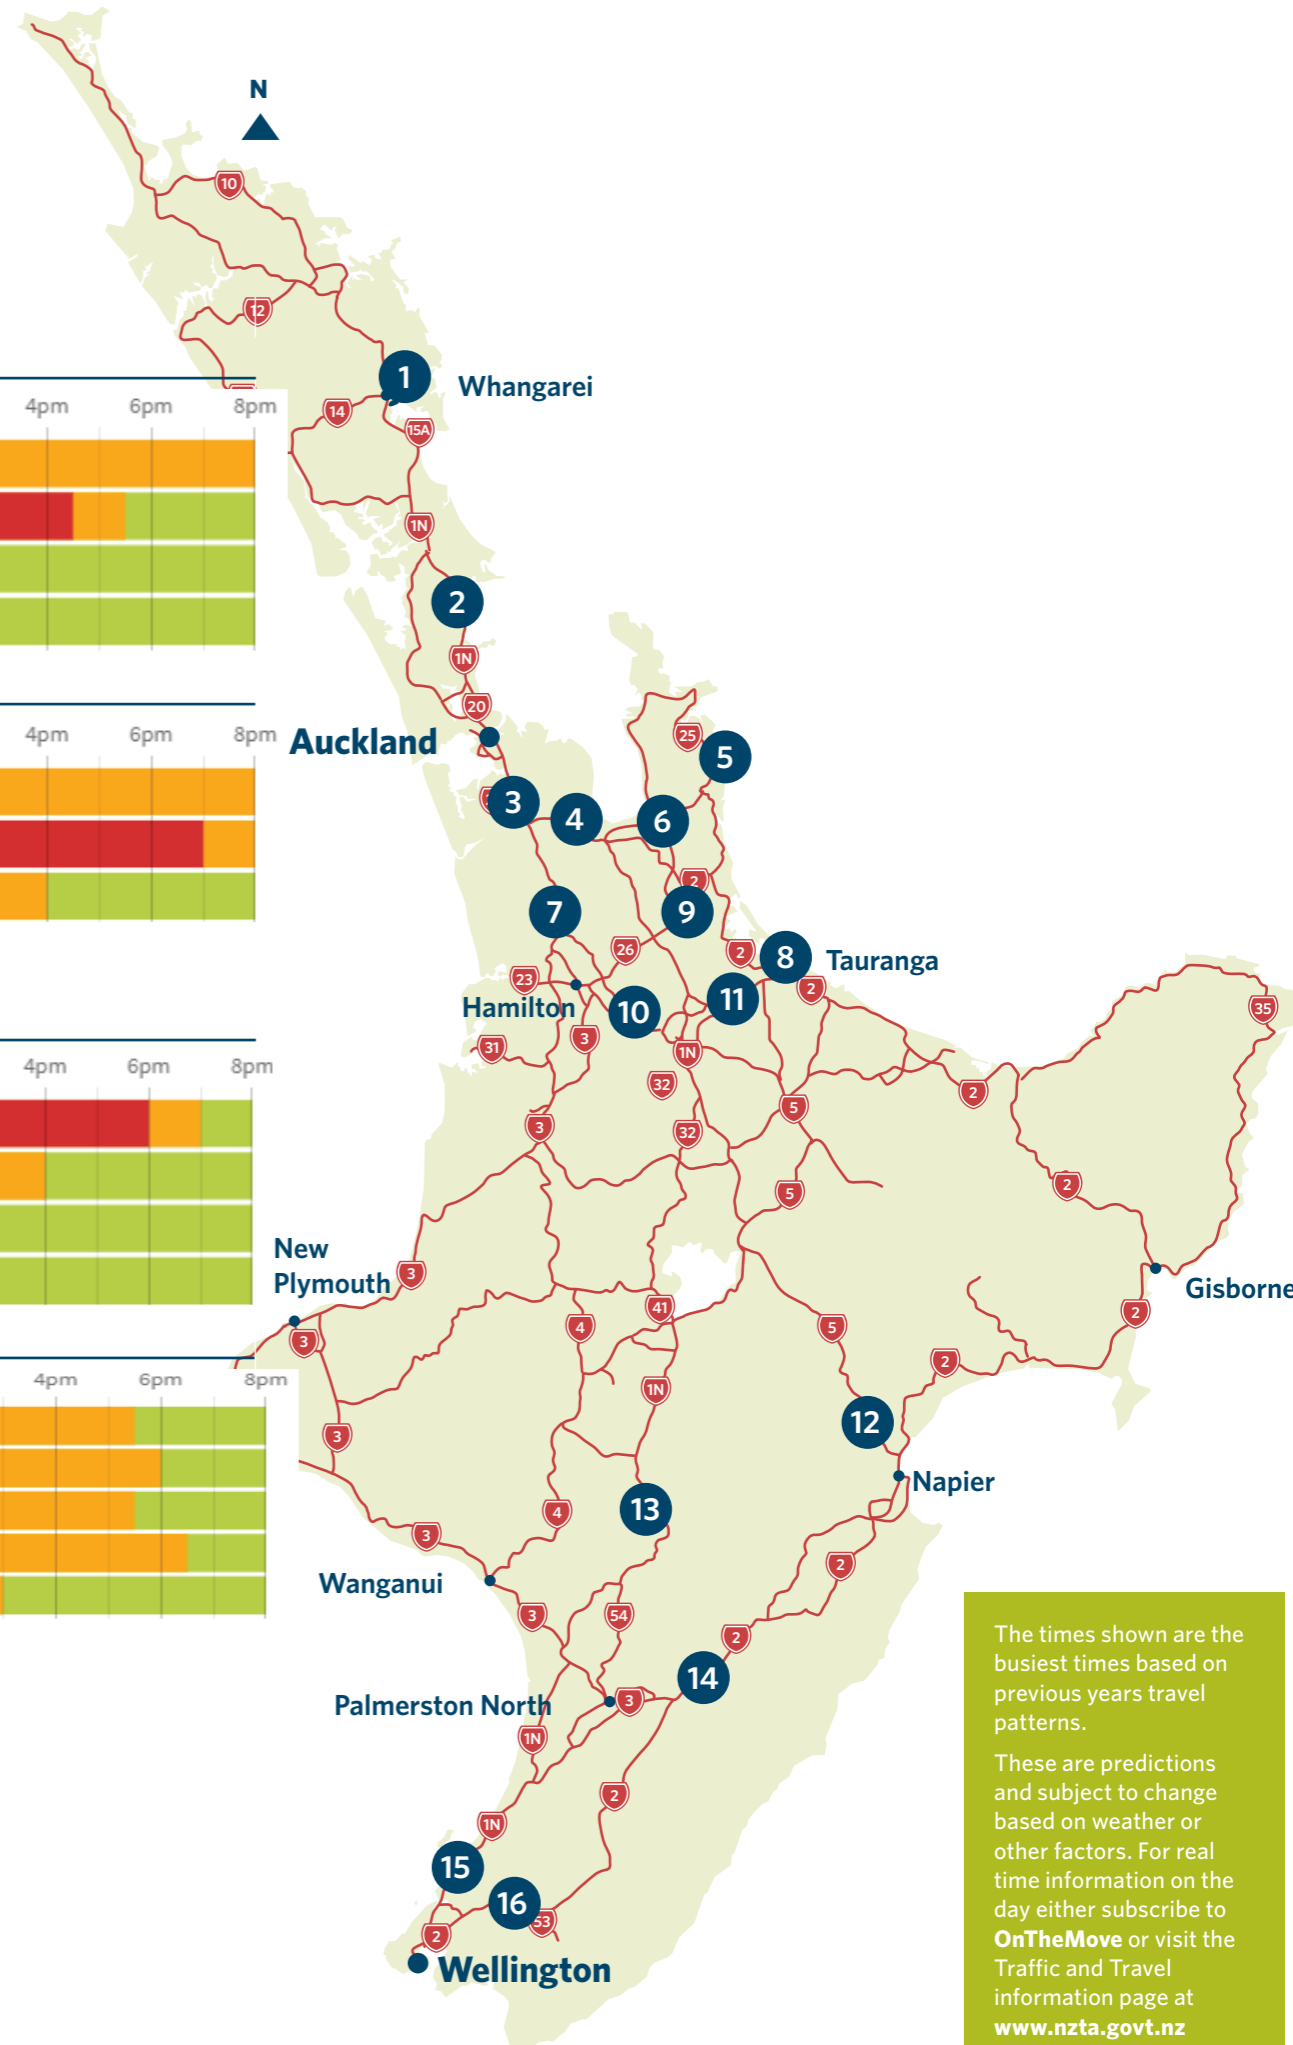 N
10
12
1
Whangarei
4pm 6pm 8pm
14
15A
1N
2
1N
20
4pm 6pm 8pm
Auckland
25
5
3
4
6
2
7
9
26
2
8
Tauranga
23
2
Hamilton
10
11
35
31
3
1N
4pm 6pm 8pm
32
2
5
3
32
2
5
New
Plymouth
3
Gisborne
41
2
3
4
5
2
4pm 6pm 8pm
1N
12
3
Napier
13
4
3
2
Wanganui
3
54
2
14
Palmerston North
3
1N
2
1N
15
16
53
2
Wellington
The times shown are the
busiest times based on
previous years travel
patterns.
These are predictions
and subject to change
based on weather or
other factors. For real
time information on the
day either subscribe to
OnTheMove or visit the
Traffic and Travel
information page at
www.nzta.govt.nz